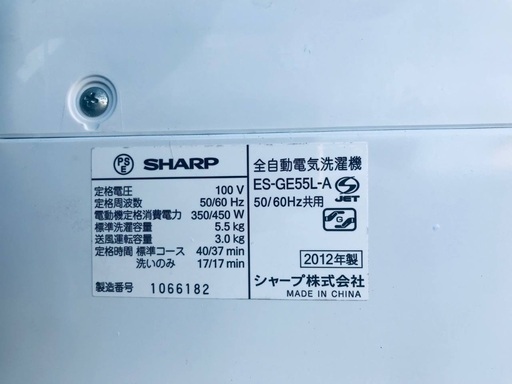 PS E SHARP
定格電圧 100 V
定格周波数 50/60 Hz
電動機定格消費電力 350/450 W
標準洗濯容量 5.5 kg
送風運転容量 3.0 kg
定格時間 標準コース 40/37 min
洗いのみ 17/17 min
製造番号 1066182
全自動電気洗濯機
ES-GE55L-A
50/60Hz共用
JET
2012年製
シャープ株式会社
MADE IN CHINA